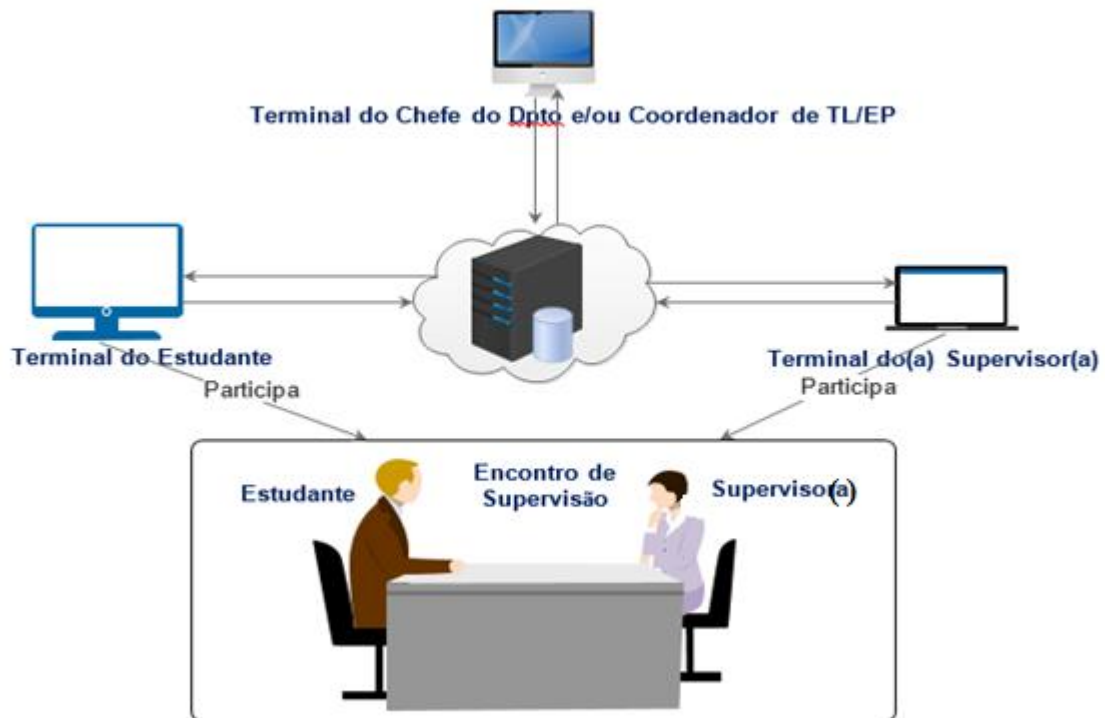 Terminal do Chefe do Dpto e/ou Coordenador de TL/EP
Terminal do Estudante
Participa
Terminal do(a) Supervisor(a)
Participa
Estudante
Encontro de
Supervisão
Supervisor(a)